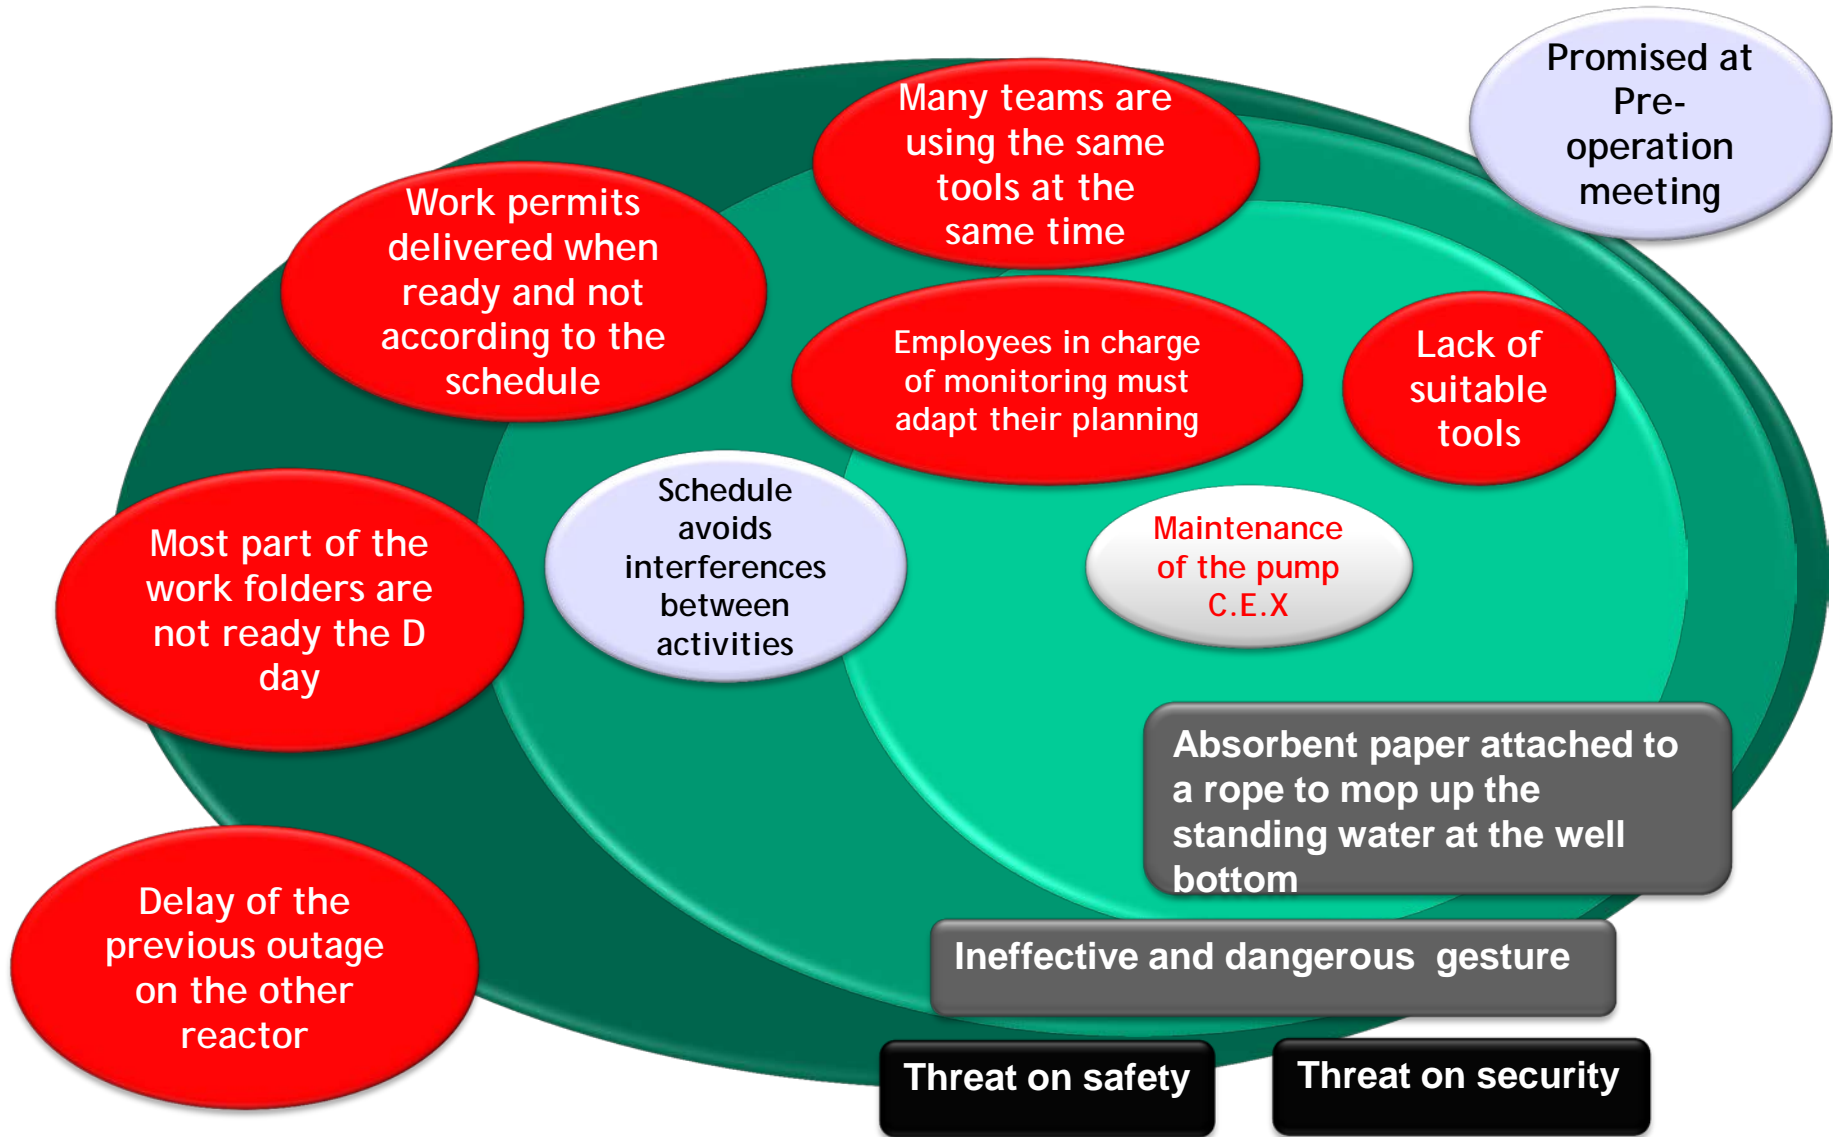 Promised at
Pre-
operation
meeting
Many teams are
using the same
tools at the
same time
Work permits
delivered when
ready and not
according to the
schedule
Employees in charge
of monitoring must
adapt their planning
Lack of
suitable
tools
Schedule
avoids
interferences
between
activities
Maintenance
of the pump
C.E.X
Most part of the
work folders are
not ready the D
day
Absorbent paper attached to
a rope to mop up the
standing water at the well
bottom
Delay of the
previous outage
on the other
reactor
Ineffective and dangerous  gesture
Threat on safety
Threat on security